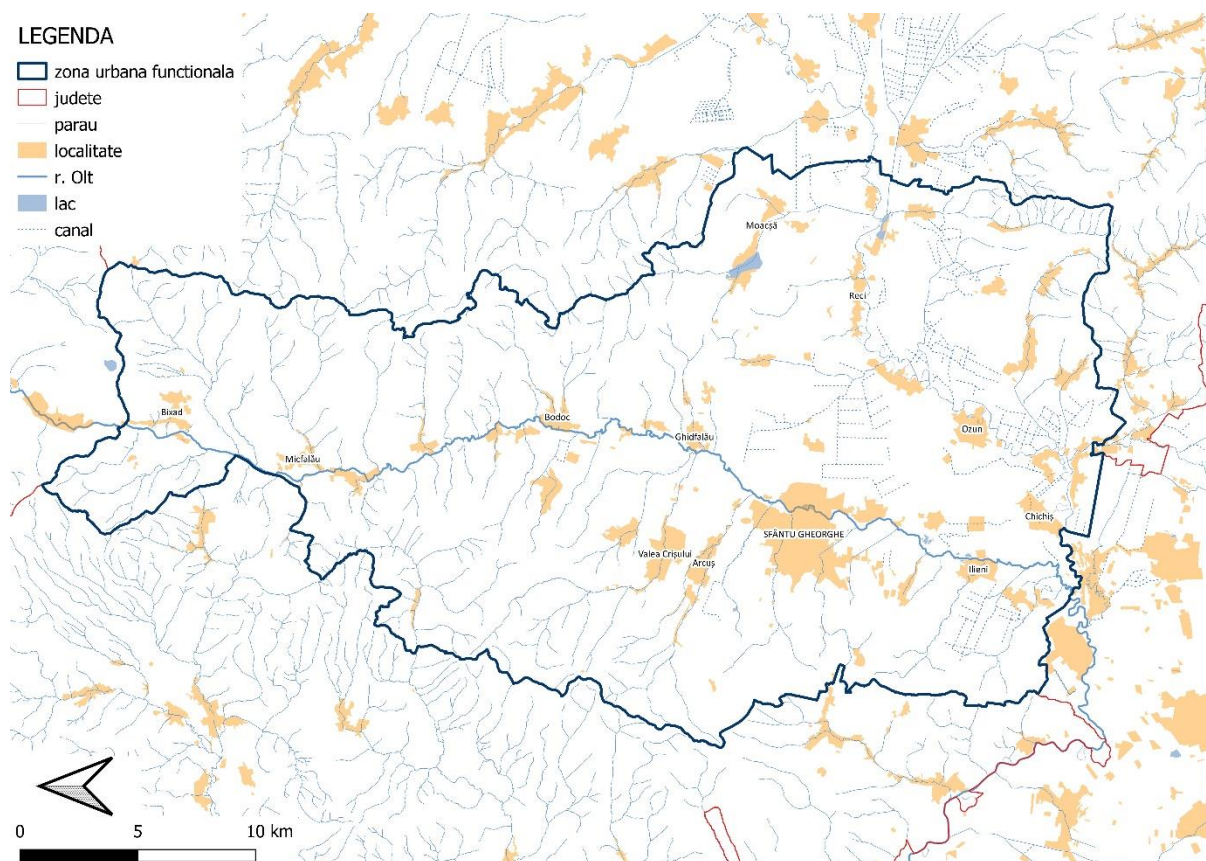 LEGENDA
zona urbana functionala
judete
parau
localitate
r. Olt
lac
canal
Moacșă
Reci
Bixad
Bodoc
Micfalău
Ghidfalău
Ozun
Chichiș
SFÂNTU GHEORGHE
Valea Crișului
Arcuș
Ilieni
0 5 10 km